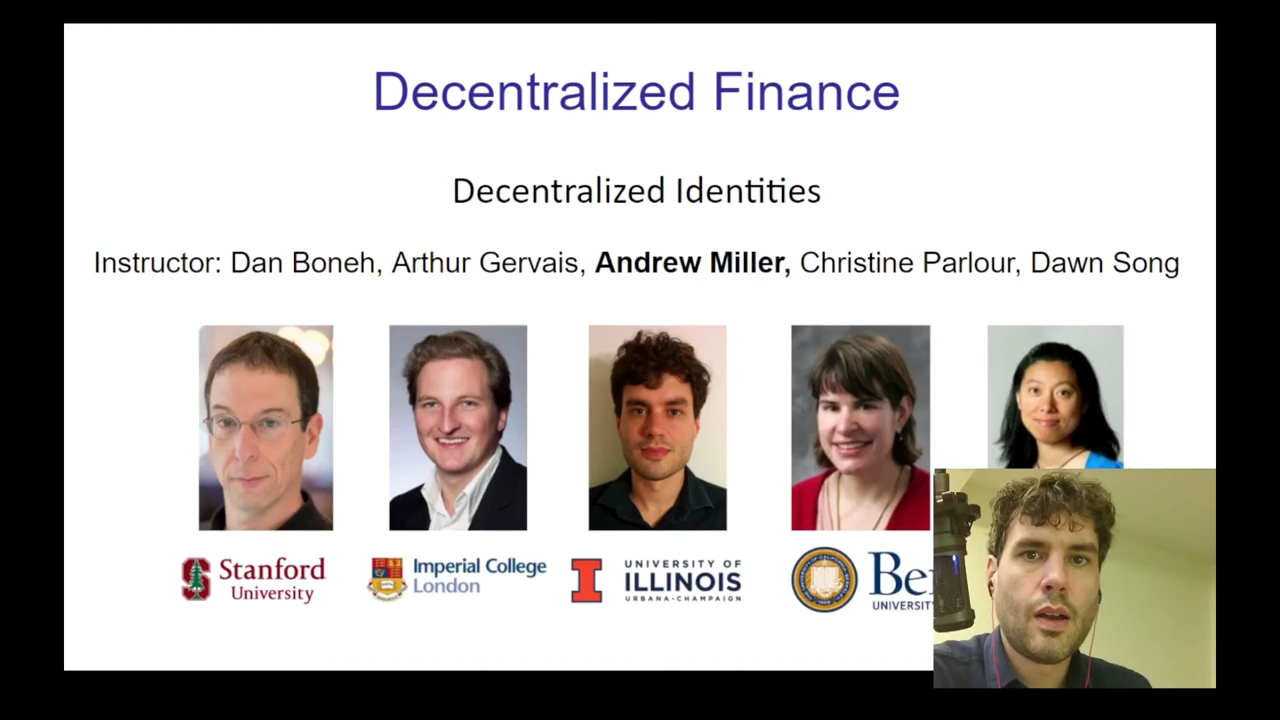 Decentralized Finance
Decentralized Identities
Instructor: Dan Boneh, Arthur Gervais, Andrew Miller, Christine Parlour, Dawn Song
Stanford
University
Imperial College
London
UNIVERSITY OF
ILLINOIS
URBANA-CHAMPAIGN
UNIVERSITY